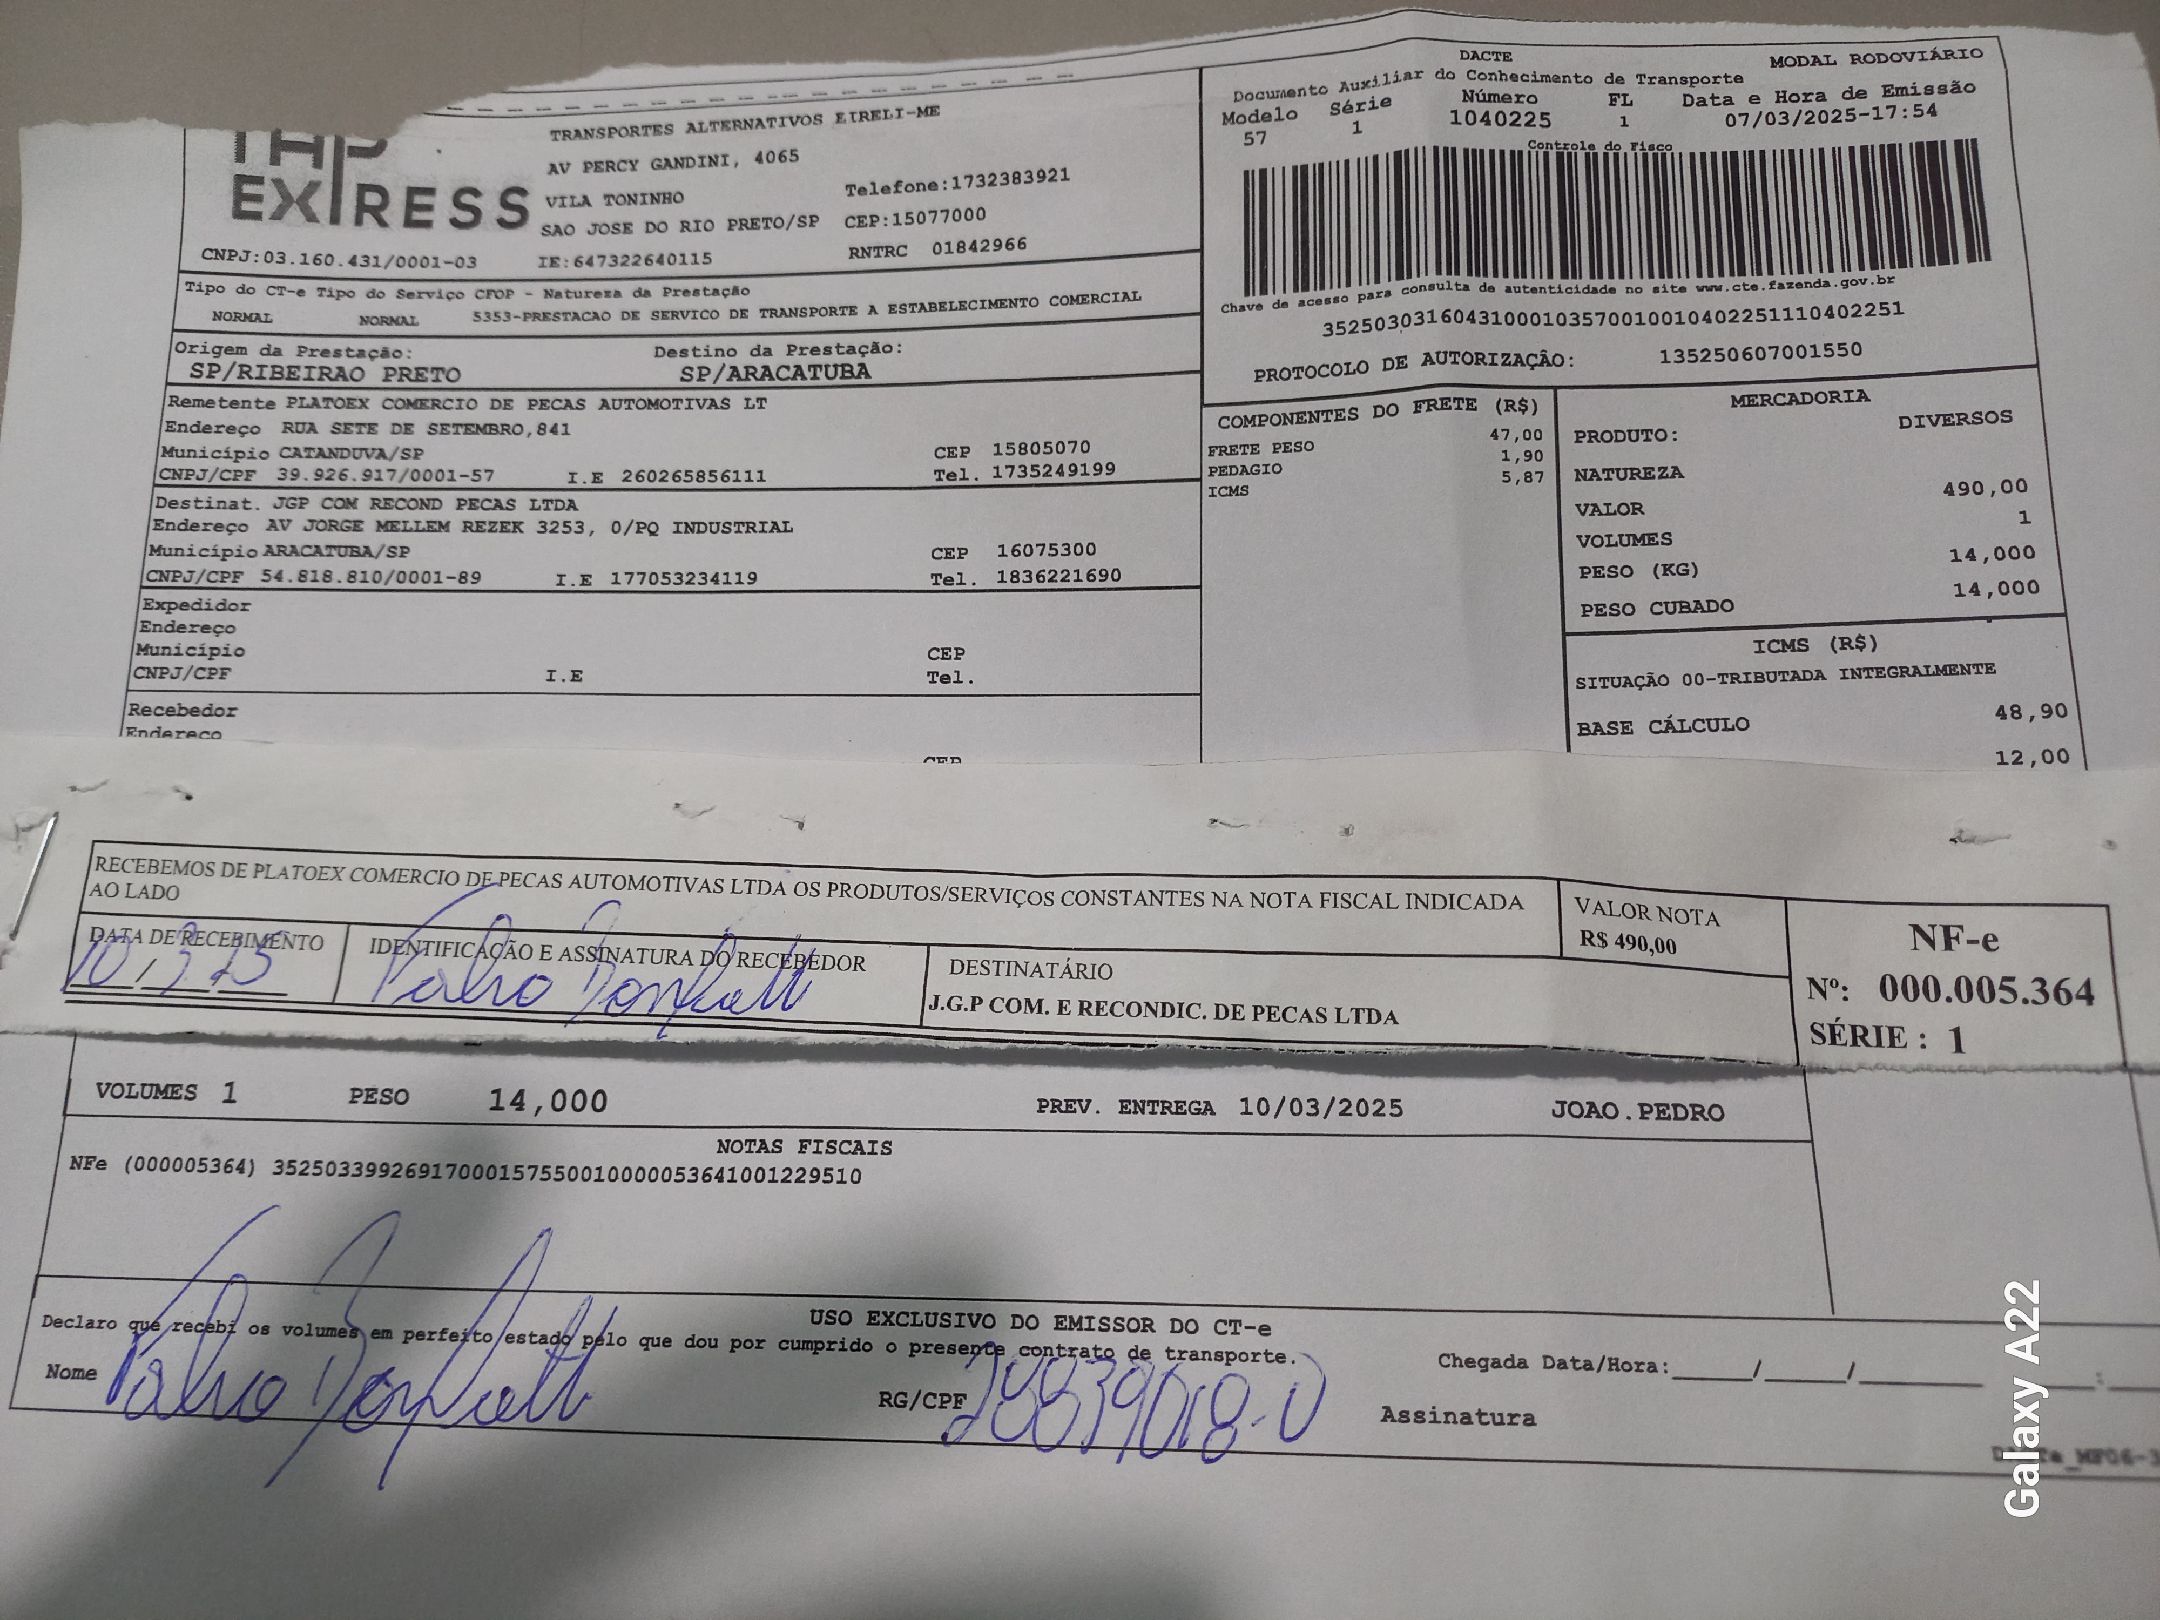 DACTE
MODAL RODOVIÁRIO
Documento Auxiliar do Conhecimento de Transporte
Modelo Série Número FL Data e Hora de Emissão
57 1 1040225 1 07/03/2025-17:54
Controle do Fisco
EXPRESS
TRANSPORTES ALTERNATIVOS EIRELI-ME
AV PERCY GANDINI, 4065
VILA TONINHO Telefone:1732383921
SAO JOSE DO RIO PRETO/SP CEP:15077000
CNPJ:03.160.431/0001-03 IE:647322640115 RNTRC 01842966
Chave de acesso para consulta de autenticidade no site www.cte.fazenda.gov.br
35250303160431000103570010010402251110402251
PROTOCOLO DE AUTORIZAÇÃO: 135250607001550
Tipo do CT-e Tipo do Serviço CFOP - Natureza da Prestação
NORMAL NORMAL 5353-PRESTACAO DE SERVICO DE TRANSPORTE A ESTABELECIMENTO COMERCIAL
Origem da Prestação: Destino da Prestação:
SP/RIBEIRAO PRETO SP/ARACATUBA
Remetente PLATOEX COMERCIO DE PECAS AUTOMOTIVAS LT
Endereço RUA SETE DE SETEMBRO,841
Município CATANDUVA/SP CEP 15805070
CNPJ/CPF 39.926.917/0001-57 I.E 260265856111 Tel. 1735249199
Destinat. JGP COM RECOND PECAS LTDA
Endereço AV JORGE MELLEM REZEK 3253, 0/PQ INDUSTRIAL
Município ARACATUBA/SP CEP 16075300
CNPJ/CPF 54.818.810/0001-89 I.E 177053234119 Tel. 1836221690
Expedidor
Endereço
Município CEP
CNPJ/CPF I.E Tel.
Recebedor
Endereço
CEP
COMPONENTES DO FRETE (R$)
FRETE PESO 47,00
PEDAGIO 1,90
ICMS 5,87
MERCADORIA
PRODUTO: DIVERSOS
NATUREZA
VALOR 490,00
VOLUMES 1
PESO (KG) 14,000
PESO CUBADO 14,000
ICMS (R$)
SITUAÇÃO 00-TRIBUTADA INTEGRALMENTE
BASE CÁLCULO 48,90
12,00
RECEBEMOS DE PLATOEX COMERCIO DE PECAS AUTOMOTIVAS LTDA OS PRODUTOS/SERVIÇOS CONSTANTES NA NOTA FISCAL INDICADA
AO LADO
VALOR NOTA
R$ 490,00
DATA DE RECEBIMENTO
10/3/25
IDENTIFICAÇÃO E ASSINATURA DO RECEBEDOR
DESTINATÁRIO
J.G.P COM. E RECONDIC. DE PECAS LTDA
NF-e
Nº: 000.005.364
SÉRIE : 1
VOLUMES 1 PESO 14,000 PREV. ENTREGA 10/03/2025 JOAO.PEDRO
NOTAS FISCAIS
NFe (000005364) 35250339926917000157550010000053641001229510
USO EXCLUSIVO DO EMISSOR DO CT-e
Declaro que recebi os volumes em perfeito estado pelo que dou por cumprido o presente contrato de transporte.
Nome
RG/CPF 28839018-0
Chegada Data/Hora:____/____/______ :
Assinatura
Galaxy A22